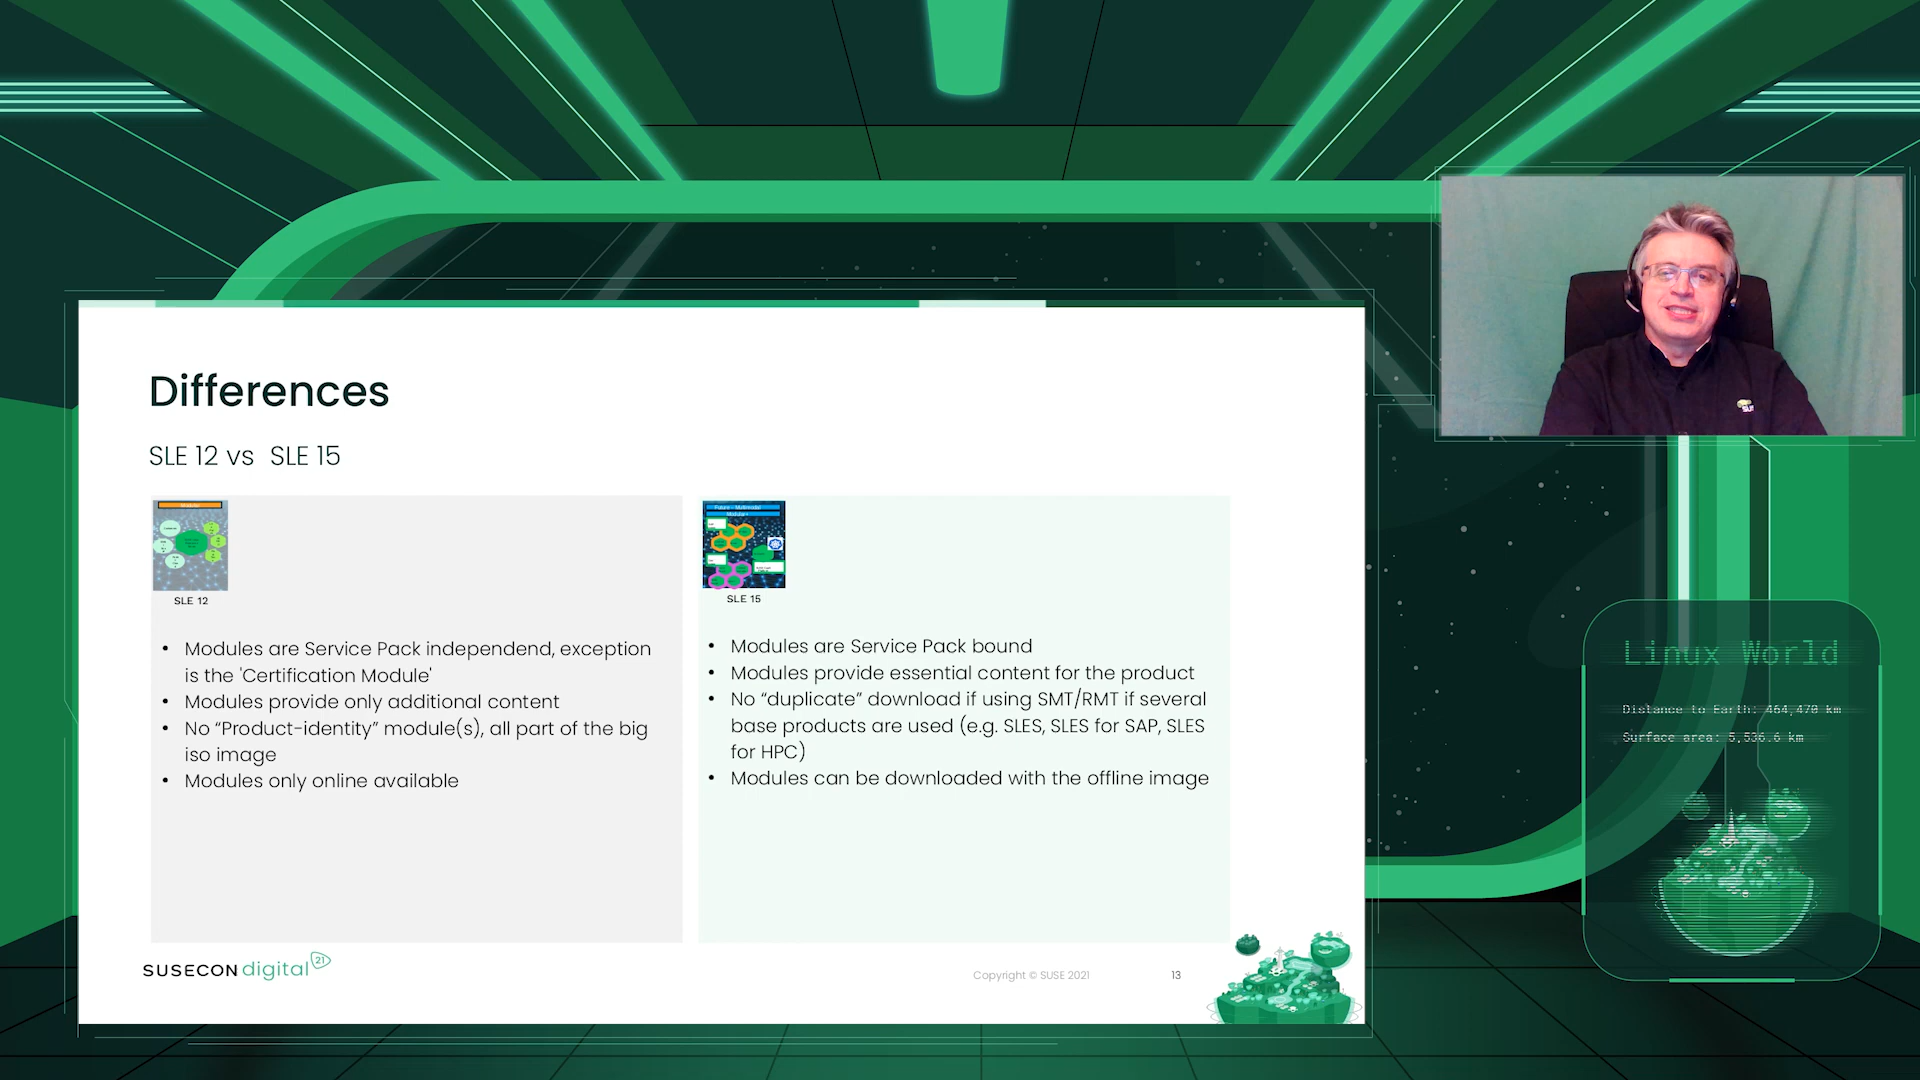 Differences
SLE 12 vs SLE 15
SLE 12
• Modules are Service Pack independend, exception
is the 'Certification Module'
• Modules provide only additional content
• No “Product-identity” module(s), all part of the big
iso image
• Modules only online available
Future - Multimodal
Modular+
SLE 15
• Modules are Service Pack bound
• Modules provide essential content for the product
• No “duplicate” download if using SMT/RMT if several
base products are used (e.g. SLES, SLES for SAP, SLES
for HPC)
• Modules can be downloaded with the offline image
SUSECON digital 21
Copyright © SUSE 2021
13
Linux World
Distance to Earth: 464,470 km
Surface area: 5,536.6 km